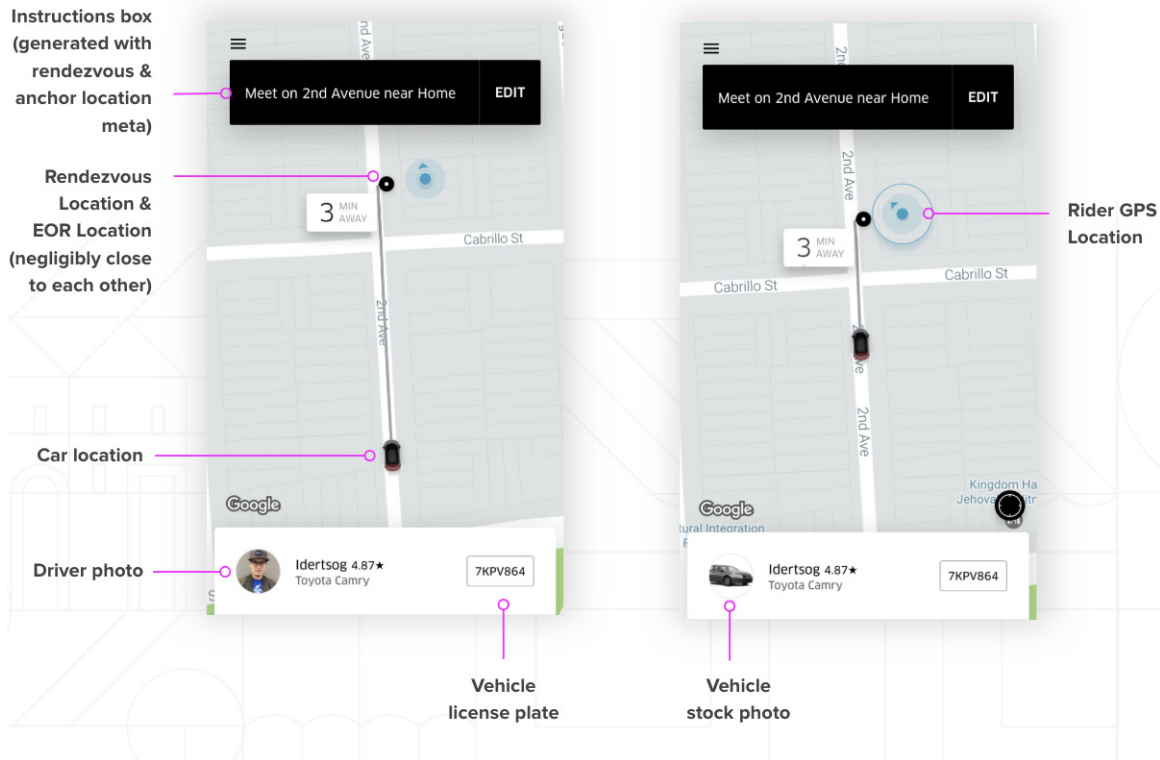 Instructions box
(generated with
rendezvous &
anchor location
meta)
Rendezvous
Location &
EOR Location
(negligibly close
to each other)
Car location
Driver photo
2nd Ave
Meet on 2nd Avenue near Home
EDIT
3 MIN AWAY
Cabrillo St
2nd Ave
Google
Idertsog 4.87★
Toyota Camry
7KPV864
Vehicle
license plate
Meet on 2nd Avenue near Home
EDIT
2nd Ave
3 MIN AWAY
Cabrillo St
Cabrillo St
2nd Ave
Kingdom Ha
Google
tural Integration
Idertsog 4.87★
Toyota Camry
7KPV864
Vehicle
stock photo
Rider GPS
Location